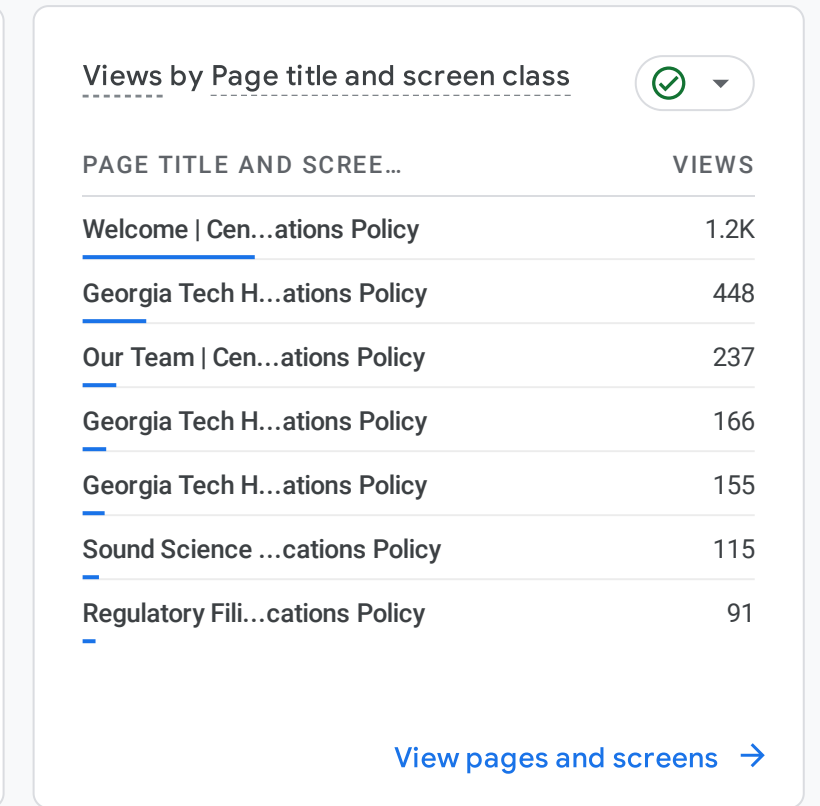 Views by Page title and screen class
PAGE TITLE AND SCREE... VIEWS
Welcome | Cen...ations Policy 1.2K
Georgia Tech H...ations Policy 448
Our Team | Cen...ations Policy 237
Georgia Tech H...ations Policy 166
Georgia Tech H...ations Policy 155
Sound Science ...cations Policy 115
Regulatory Fili...cations Policy 91
View pages and screens →